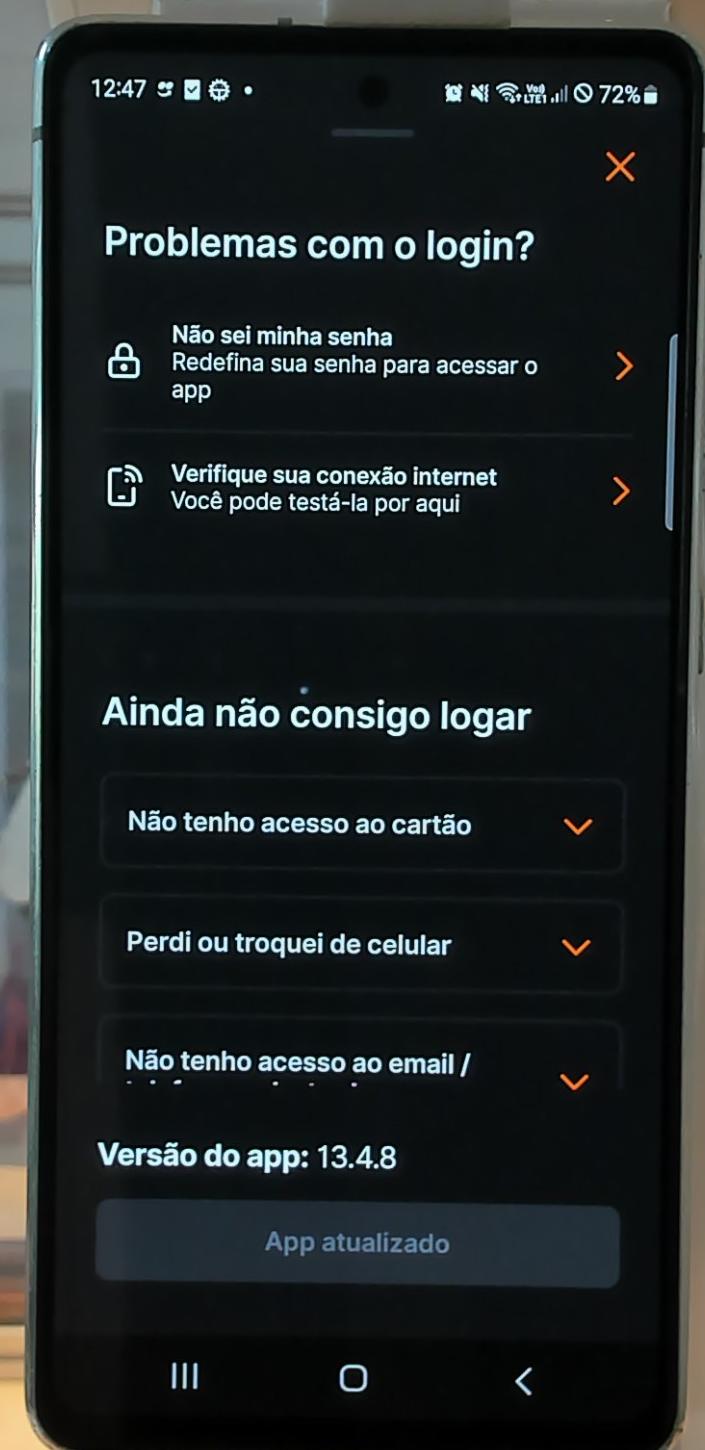 12:47
Vo))
LTE1
72%
Problemas com o login?
Não sei minha senha
Redefina sua senha para acessar o
app
Verifique sua conexão internet
Você pode testá-la por aqui
Ainda não consigo logar
Não tenho acesso ao cartão
Perdi ou troquei de celular
Não tenho acesso ao email /
Versão do app: 13.4.8
App atualizado